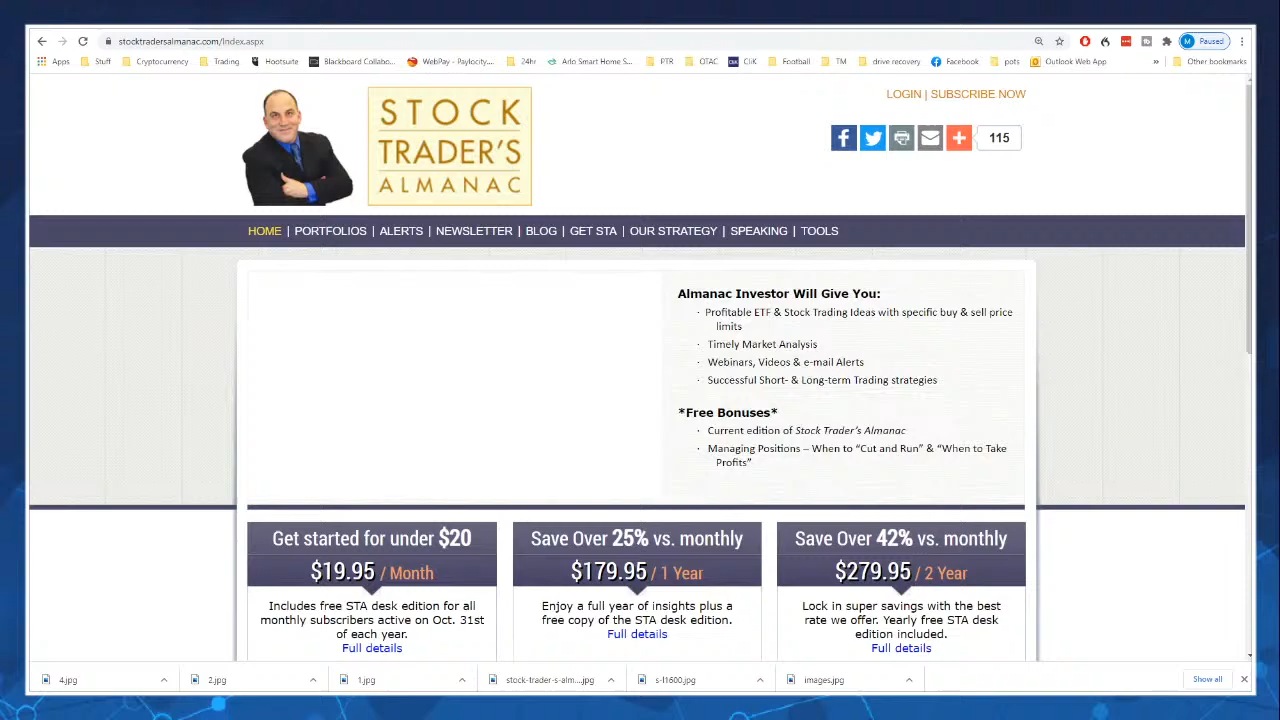 stocktradersalmanac.com/Index.aspx
M Paused
Apps Stuff Cryptocurrency Trading Hootsuite Blackboard Collabo... WebPay - Paylocity.... 24hr Arlo Smart Home S... PTR OTAC CliK Football TM drive recovery Facebook pots Outlook Web App » Other bookmarks
LOGIN | SUBSCRIBE NOW
STOCK
TRADER'S
ALMANAC
115
HOME | PORTFOLIOS | ALERTS | NEWSLETTER | BLOG | GET STA | OUR STRATEGY | SPEAKING | TOOLS
Almanac Investor Will Give You:
· Profitable ETF & Stock Trading Ideas with specific buy & sell price
limits
· Timely Market Analysis
· Webinars, Videos & e-mail Alerts
· Successful Short- & Long-term Trading strategies
*Free Bonuses*
· Current edition of Stock Trader's Almanac
· Managing Positions – When to “Cut and Run” & “When to Take
Profits”
Get started for under $20
$19.95 / Month
Includes free STA desk edition for all
monthly subscribers active on Oct. 31st
of each year.
Full details
Save Over 25% vs. monthly
$179.95 / 1 Year
Enjoy a full year of insights plus a
free copy of the STA desk edition.
Full details
Save Over 42% vs. monthly
$279.95 / 2 Year
Lock in super savings with the best
rate we offer. Yearly free STA desk
edition included.
Full details
4.jpg 2.jpg 1.jpg stock-trader-s-alm....jpg s-l1600.jpg images.jpg Show all